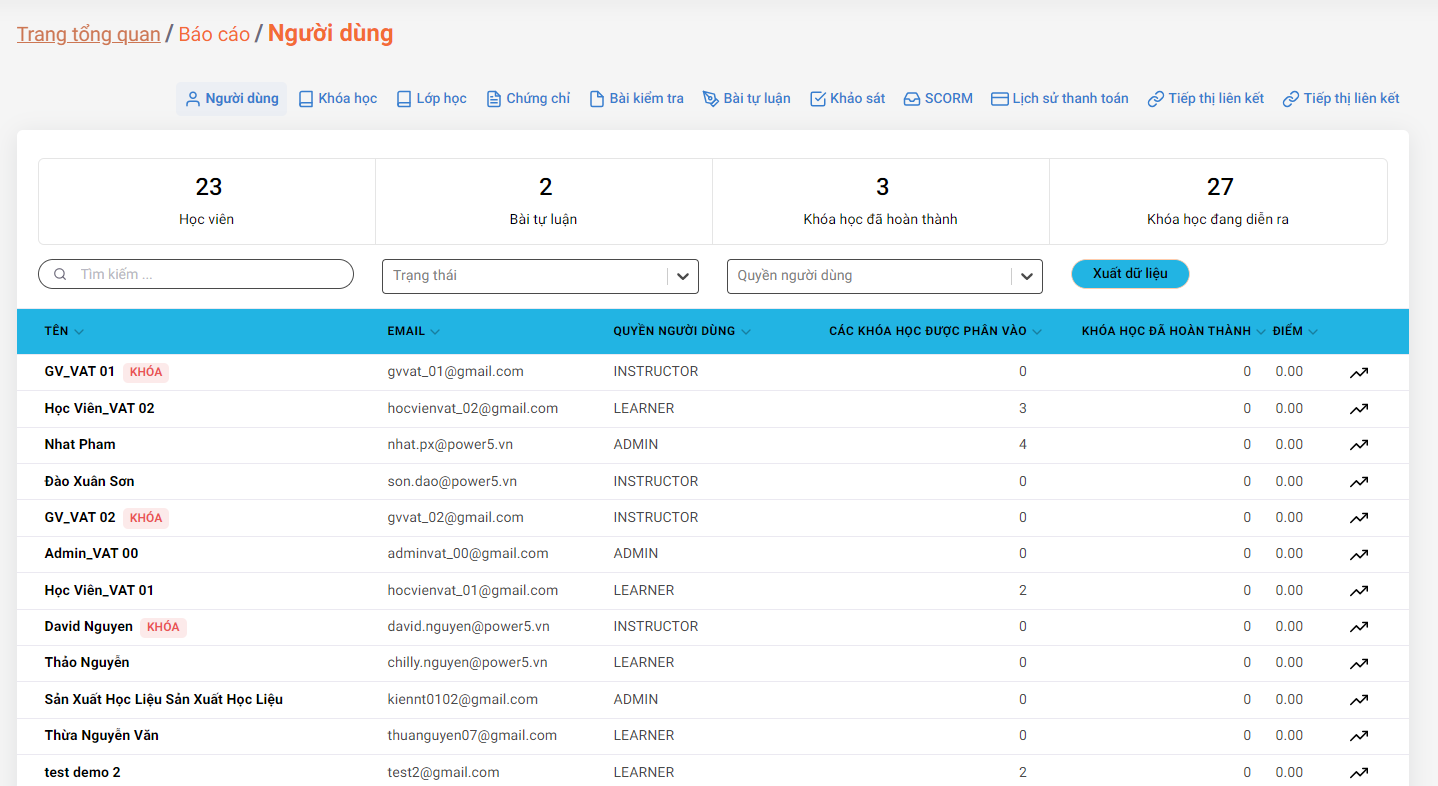 Trang tổng quan / Báo cáo / Người dùng
Người dùng Khóa học Lớp học Chứng chỉ Bài kiểm tra Bài tự luận Khảo sát SCORM Lịch sử thanh toán Tiếp thị liên kết Tiếp thị liên kết
23 2 3 27
Học viên Bài tự luận Khóa học đã hoàn thành Khóa học đang diễn ra
Tìm kiếm ... Trạng thái Quyền người dùng Xuất dữ liệu
TÊN EMAIL QUYỀN NGƯỜI DÙNG CÁC KHÓA HỌC ĐƯỢC PHÂN VÀO KHÓA HỌC ĐÃ HOÀN THÀNH ĐIỂM
GV_VAT 01 KHÓA gvvat_01@gmail.com INSTRUCTOR 0 0 0.00
Học Viên_VAT 02 hocvienvat_02@gmail.com LEARNER 3 0 0.00
Nhat Pham nhat.px@power5.vn ADMIN 4 0 0.00
Đào Xuân Sơn son.dao@power5.vn INSTRUCTOR 0 0 0.00
GV_VAT 02 KHÓA gvvat_02@gmail.com INSTRUCTOR 0 0 0.00
Admin_VAT 00 adminvat_00@gmail.com ADMIN 0 0 0.00
Học Viên_VAT 01 hocvienvat_01@gmail.com LEARNER 2 0 0.00
David Nguyen KHÓA david.nguyen@power5.vn INSTRUCTOR 0 0 0.00
Thảo Nguyễn chilly.nguyen@power5.vn LEARNER 0 0 0.00
Sản Xuất Học Liệu Sản Xuất Học Liệu kiennt0102@gmail.com ADMIN 0 0 0.00
Thừa Nguyễn Văn thuanguyen07@gmail.com LEARNER 0 0 0.00
test demo 2 test2@gmail.com LEARNER 2 0 0.00